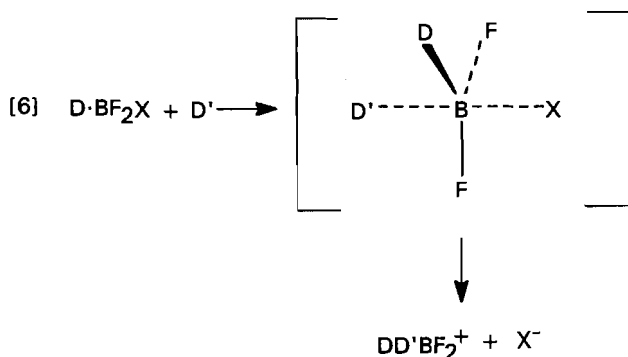 D F
[6] D·BF₂X + D' ⟶ D' B X
F
DD'BF₂⁺ + X⁻